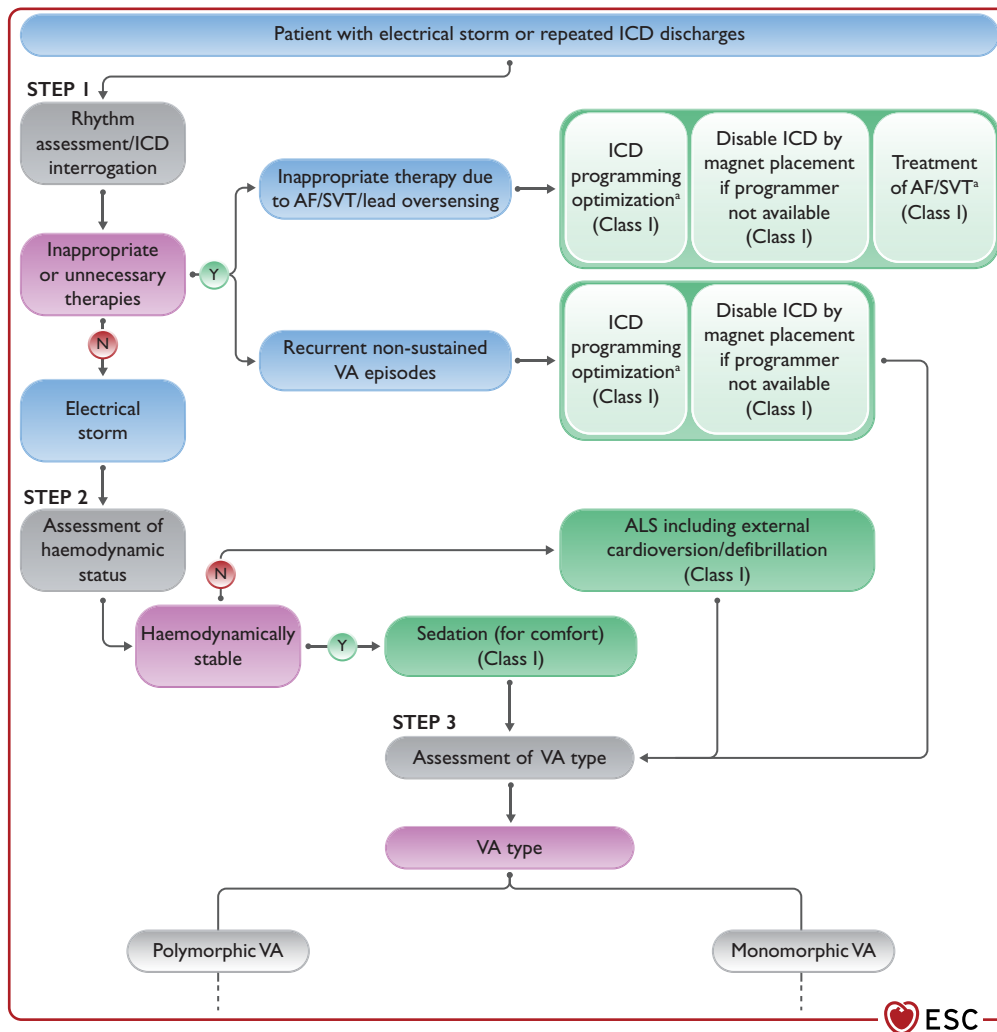 Patient with electrical storm or repeated ICD discharges
STEP 1
Rhythm
assessment/ICD
interrogation
Inappropriate
or unnecessary
therapies
Y
Inappropriate therapy due
to AF/SVT/lead oversensing
ICD
programming
optimizationᵃ
(Class I)
Disable ICD by
magnet placement
if programmer
not available
(Class I)
Treatment
of AF/SVTᵃ
(Class I)
Recurrent non-sustained
VA episodes
ICD
programming
optimizationᵃ
(Class I)
Disable ICD by
magnet placement
if programmer
not available
(Class I)
N
Electrical
storm
STEP 2
Assessment of
haemodynamic
status
N
ALS including external
cardioversion/defibrillation
(Class I)
Haemodynamically
stable
Y
Sedation (for comfort)
(Class I)
STEP 3
Assessment of VA type
VA type
Polymorphic VA
Monomorphic VA
ESC